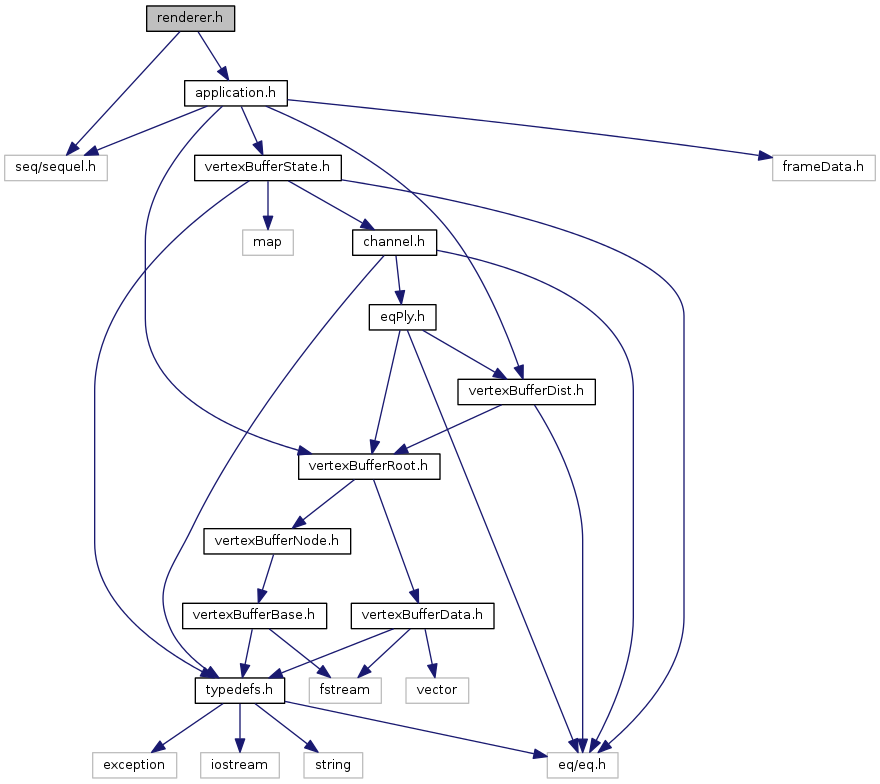 renderer.h
application.h
seq/sequel.h
vertexBufferState.h
frameData.h
map
channel.h
eqPly.h
vertexBufferDist.h
vertexBufferRoot.h
vertexBufferNode.h
vertexBufferBase.h
vertexBufferData.h
typedefs.h
fstream
vector
exception
iostream
string
eq/eq.h